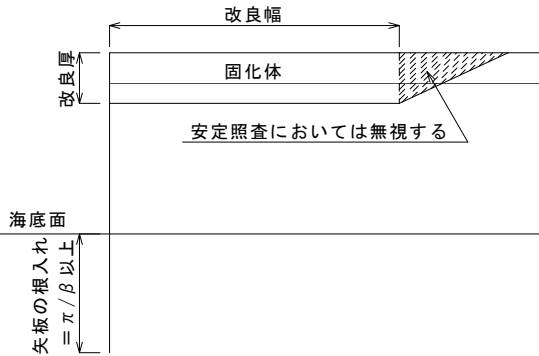 改良幅
改良厚
固化体
安定照査においては無視する
海底面
矢板の根入れ
=π/β以上